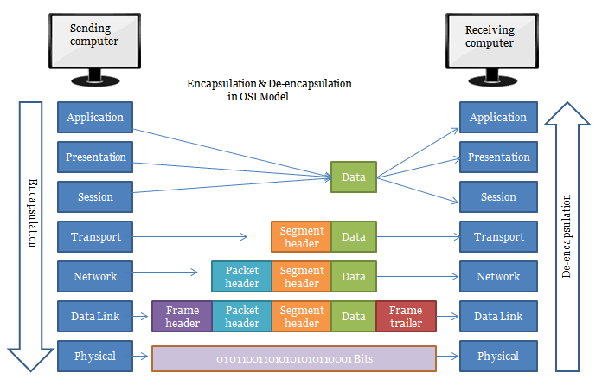 Sending
computer
Receiving
computer
Encapsulation & De-encapsulation
in OSI Model
Encapsulation
De-encapsulation
Application
Application
Presentation
Data
Presentation
Session
Session
Transport
Segment
header
Data
Transport
Network
Packet
header
Segment
header
Data
Network
Data Link
Frame
header
Packet
header
Segment
header
Data
Frame
trailer
Data Link
Physical
Bits
Physical